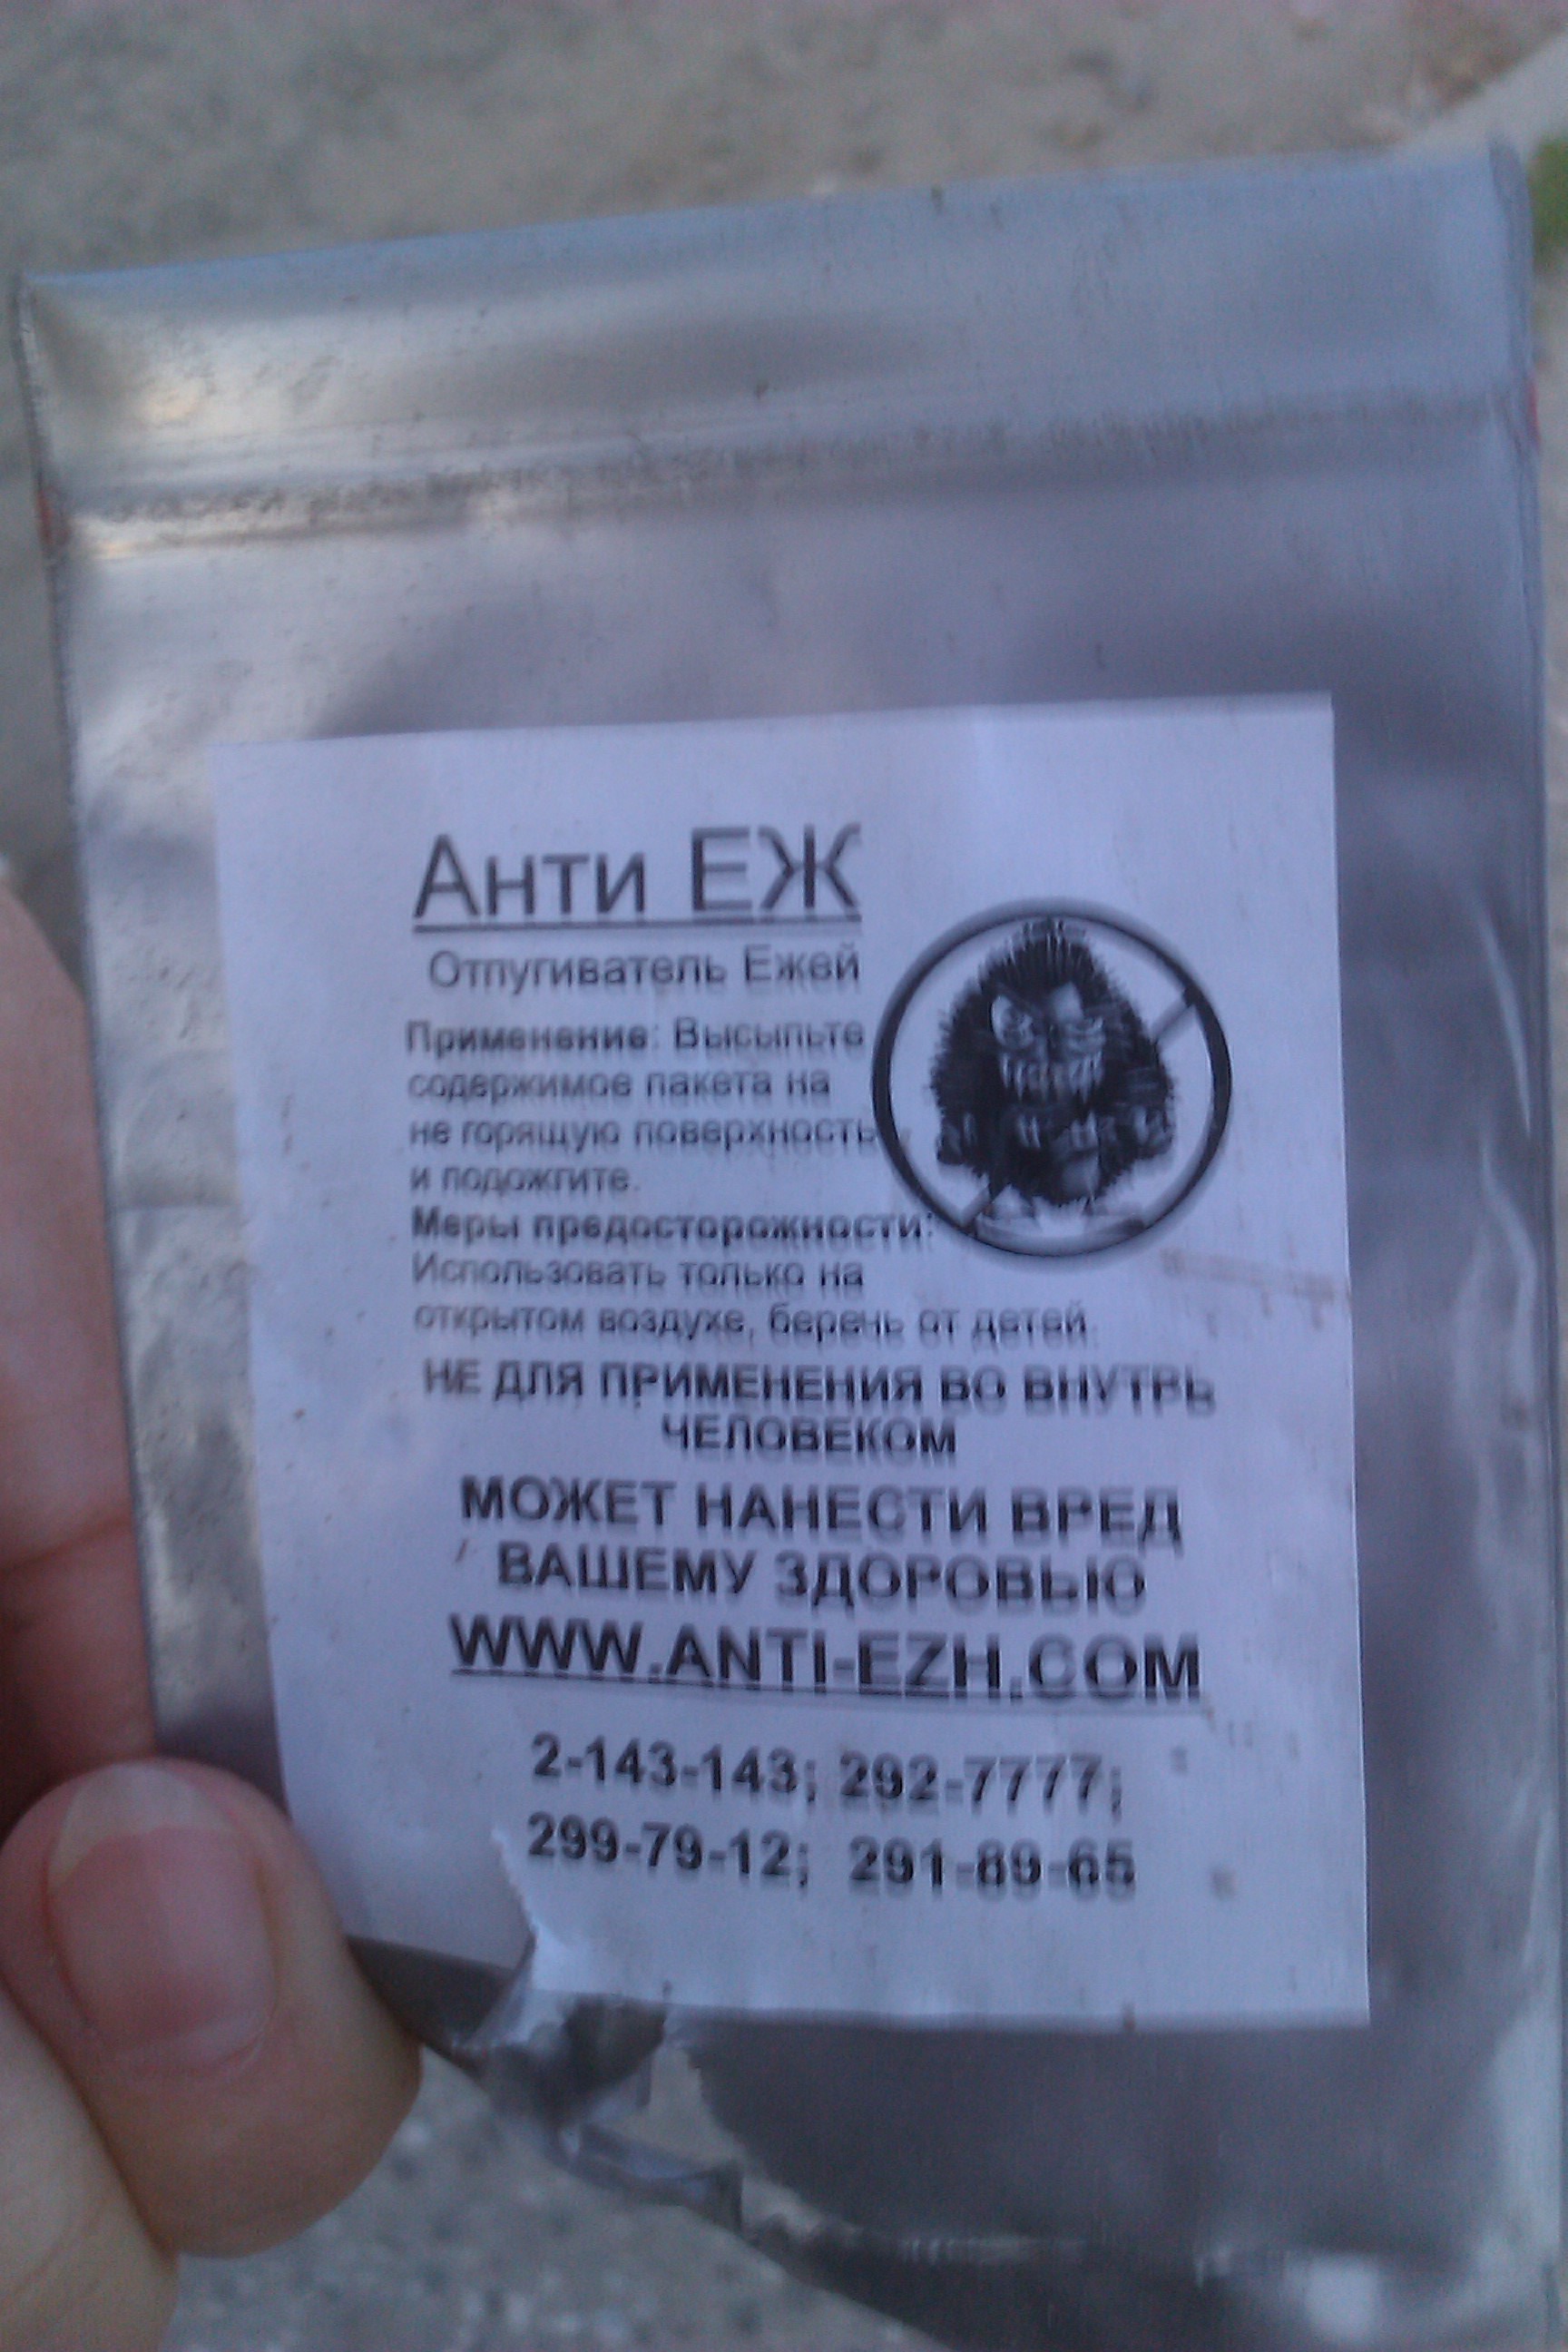 Анти ЕЖ
Отпугиватель Ежей
Применение: Высыпьте
содержимое пакета на
не горящую поверхность
и подожгите.
Меры предосторожности:
Использовать только на
открытом воздухе, беречь от детей.
НЕ ДЛЯ ПРИМЕНЕНИЯ ВО ВНУТРЬ
ЧЕЛОВЕКОМ
МОЖЕТ НАНЕСТИ ВРЕД
ВАШЕМУ ЗДОРОВЬЮ
WWW.ANTI-EZH.COM
2-143-143; 292-7777;
299-79-12; 291-89-65